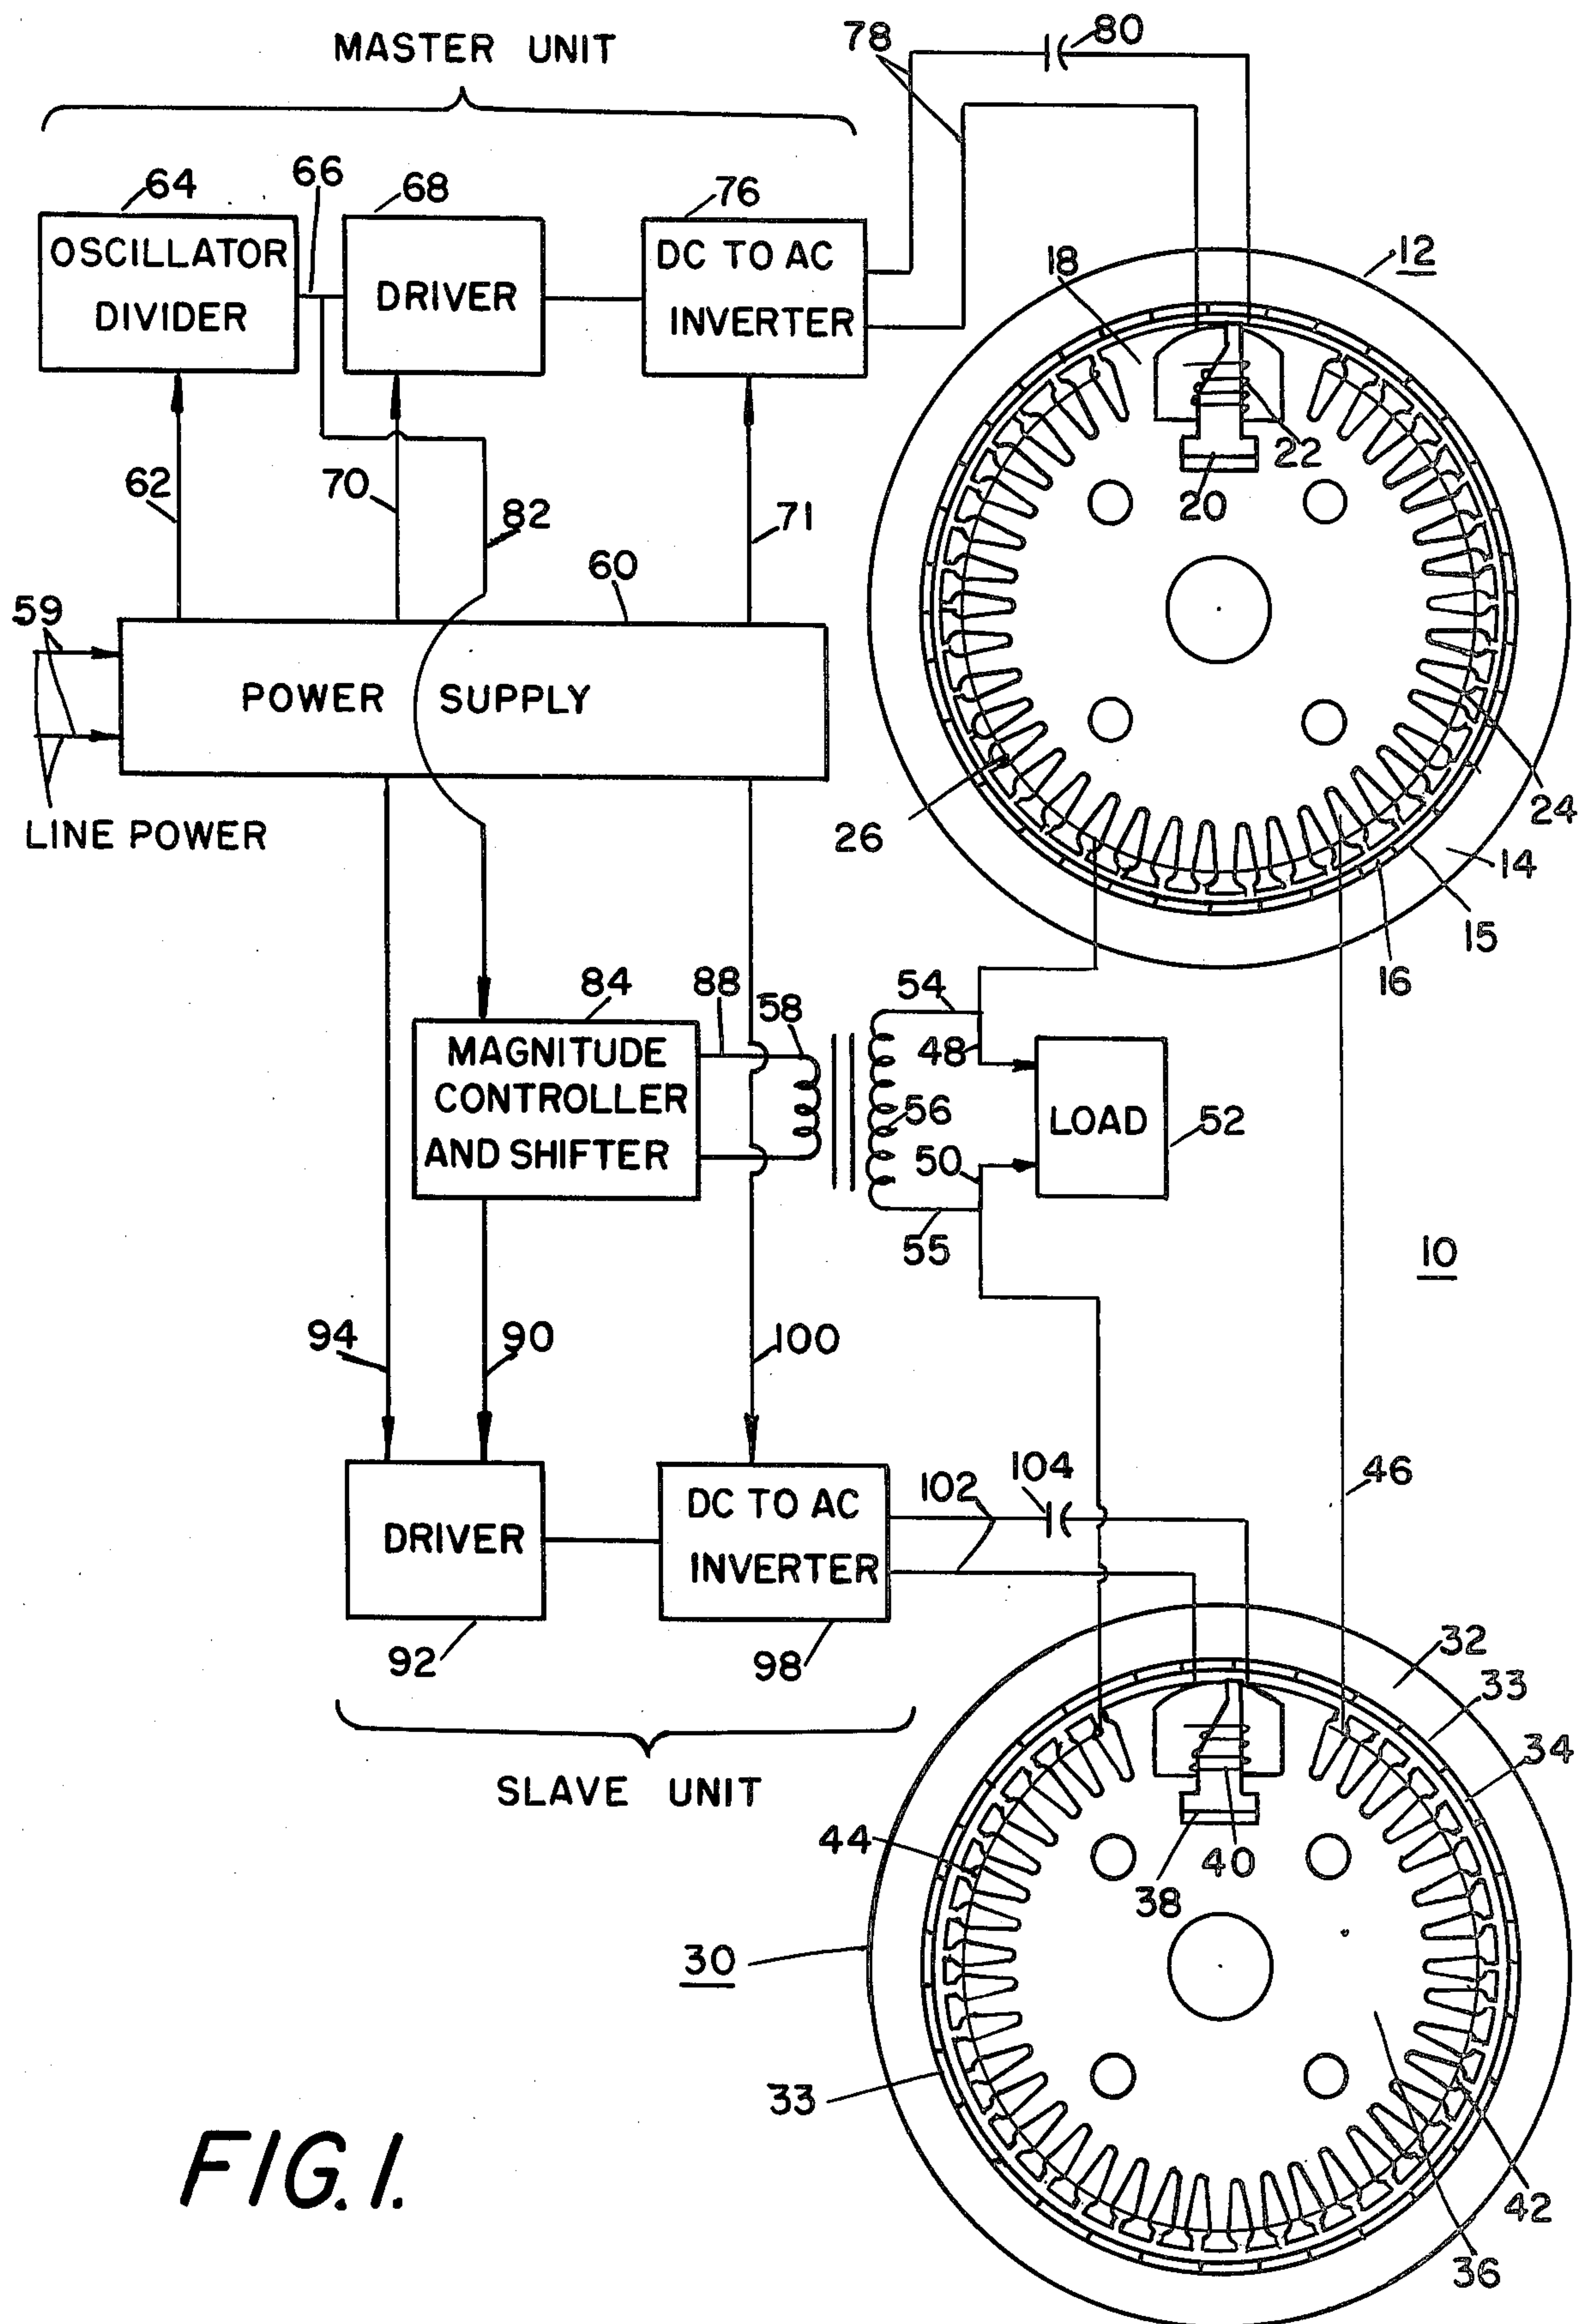 MASTER UNIT
78
80
64
66
68
76
12
OSCILLATOR
DIVIDER
DRIVER
DC TO AC
INVERTER
18
22
20
62
70
82
71
60
59
POWER SUPPLY
LINE POWER
26
24
14
15
16
84
88
58
54
48
MAGNITUDE
CONTROLLER
AND SHIFTER
56
50
55
LOAD
52
10
94
90
100
46
102
104
DRIVER
DC TO AC
INVERTER
92
98
32
33
34
SLAVE UNIT
44
40
38
30
33
42
36
FIG. 1.